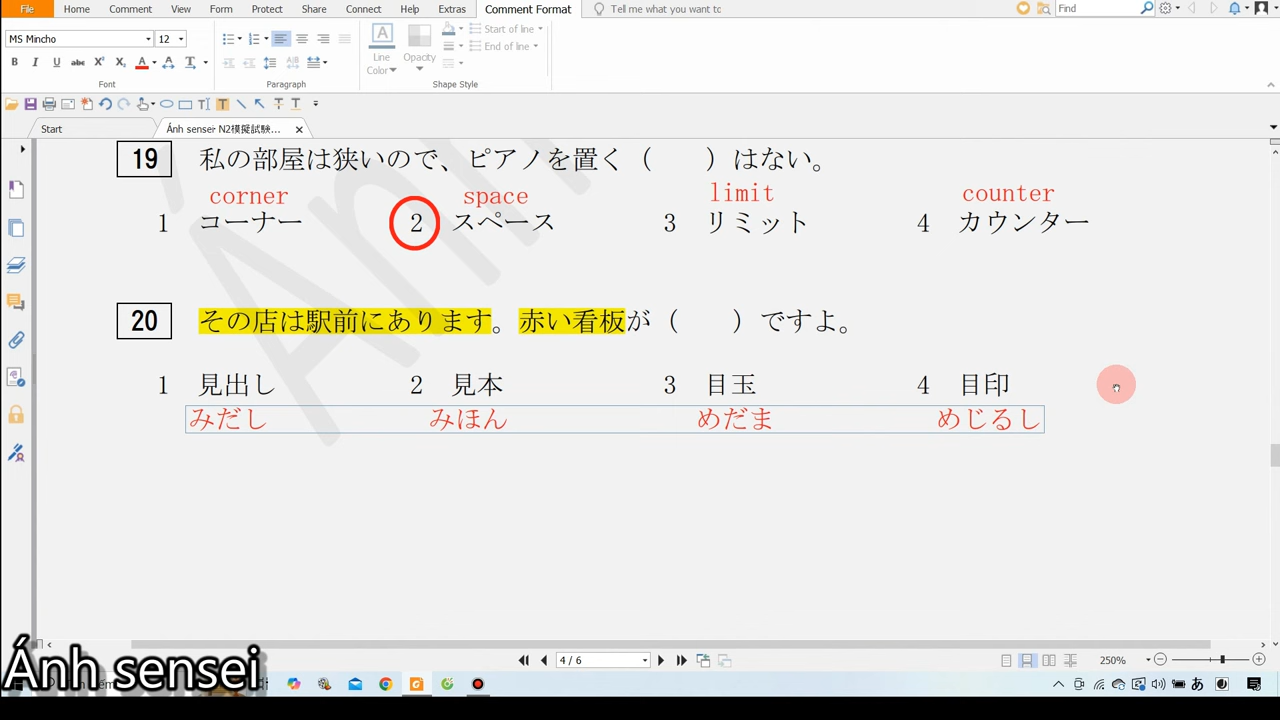 File Home Comment View Form Protect Share Connect Help Extras Comment Format Tell me what you want tc Find
MS Mincho 12 Start of line
Line Color Opacity End of line
Font Paragraph Shape Style
Start Ánh sensei N2模擬試験...
19 私の部屋は狭いので、ピアノを置く（　　）はない。
corner space limit counter
1 コーナー 2 スペース 3 リミット 4 カウンター
20 その店は駅前にあります。赤い看板が（　　）ですよ。
1 見出し 2 見本 3 目玉 4 目印
みだし みほん めだま めじるし
4 / 6 250%
Ánh sensei